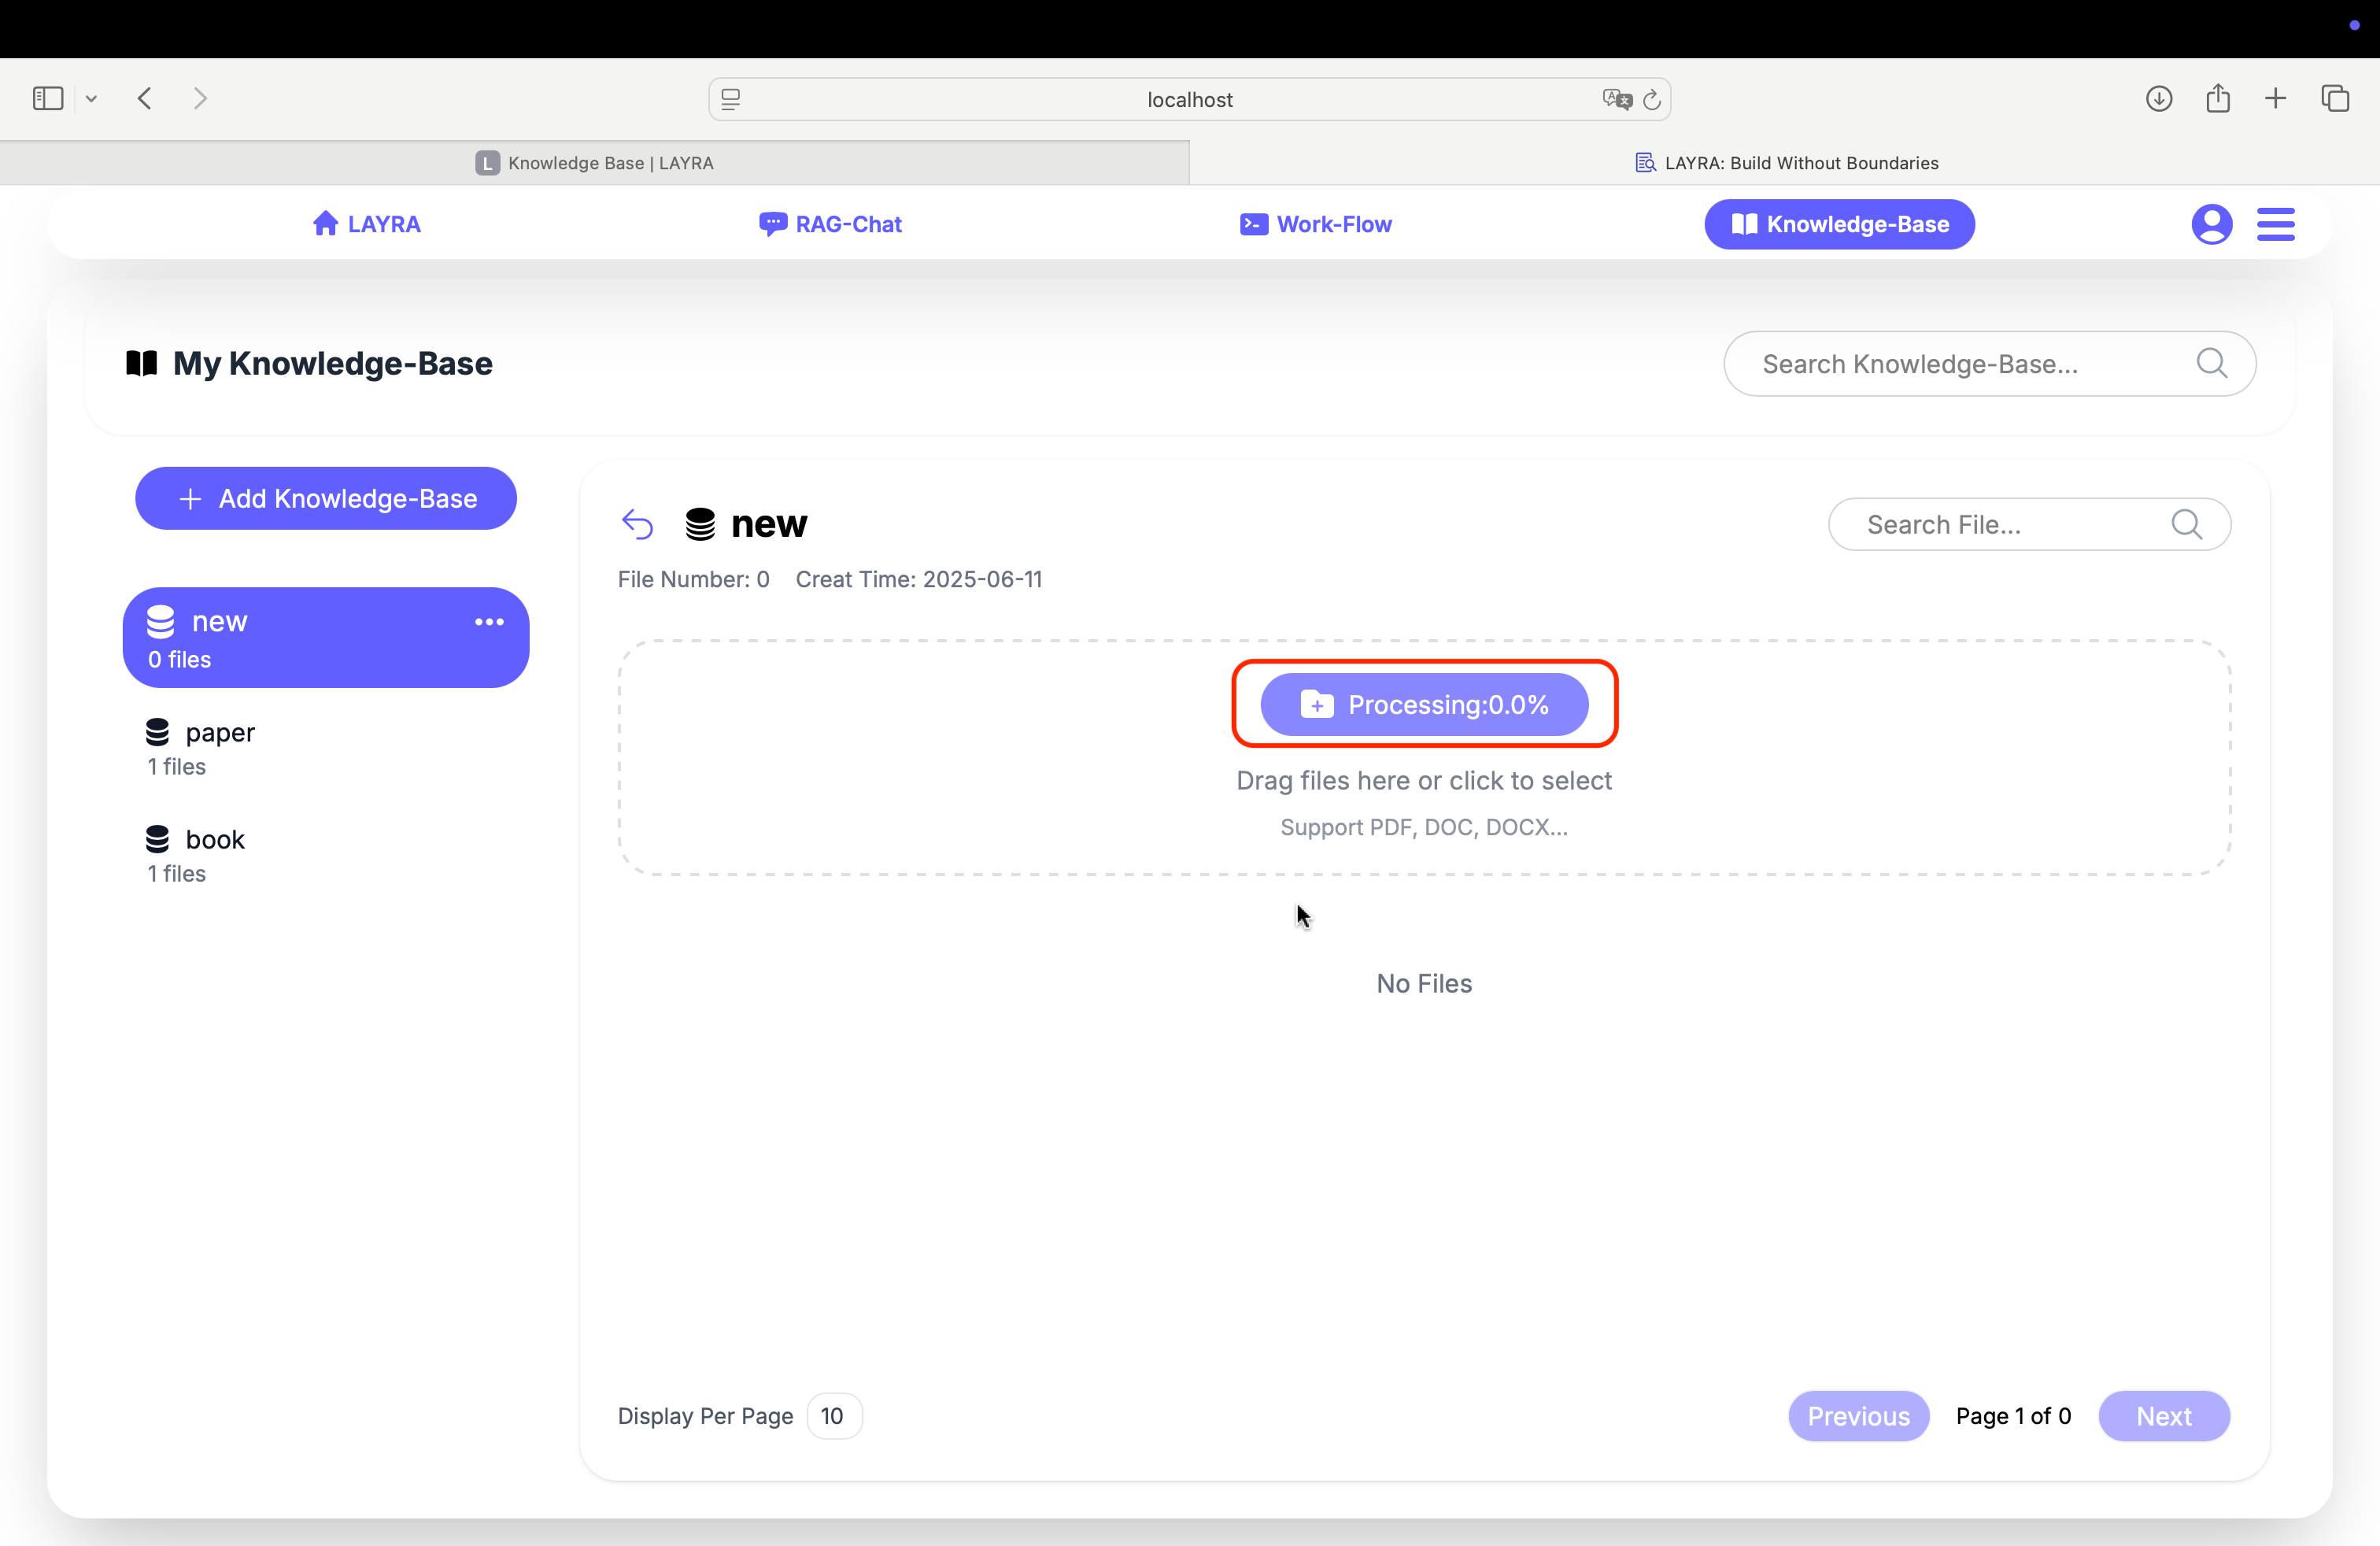 localhost
L Knowledge Base | LAYRA
LAYRA: Build Without Boundaries
LAYRA
RAG-Chat
Work-Flow
Knowledge-Base
My Knowledge-Base
Search Knowledge-Base...
Add Knowledge-Base
new
0 files
paper
1 files
book
1 files
new
Search File...
File Number: 0 Creat Time: 2025-06-11
Processing:0.0%
Drag files here or click to select
Support PDF, DOC, DOCX...
No Files
Display Per Page 10
Previous Page 1 of 0 Next